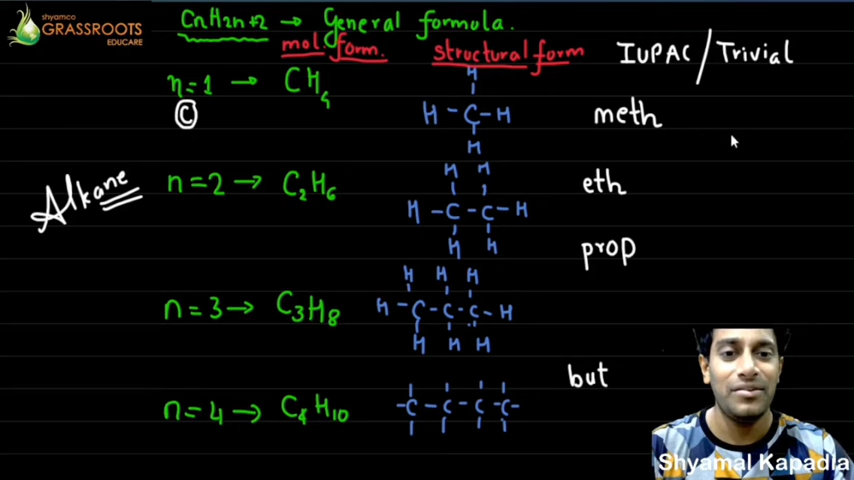 shyamco
GRASSROOTS
EDUCARE
CnH2n+2 → General formula.
mol. form. structural form IUPAC / Trivial
n=1 → CH4
C
H
H - C - H
H
meth
Alkane
n=2 → C2H6
H H
H - C - C - H
H H
eth
prop
n=3 → C3H8
H H H
H - C - C - C - H
H H H
but
n=4 → C4H10
- C - C - C - C -
Shyamal Kapadia